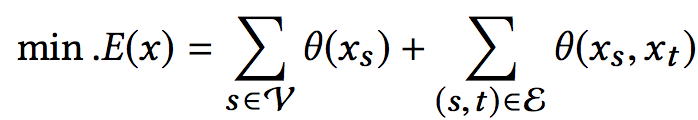 min .E(x) = ∑_{s∈𝒱} θ(x_s) + ∑_{(s,t)∈ℰ} θ(x_s, x_t)